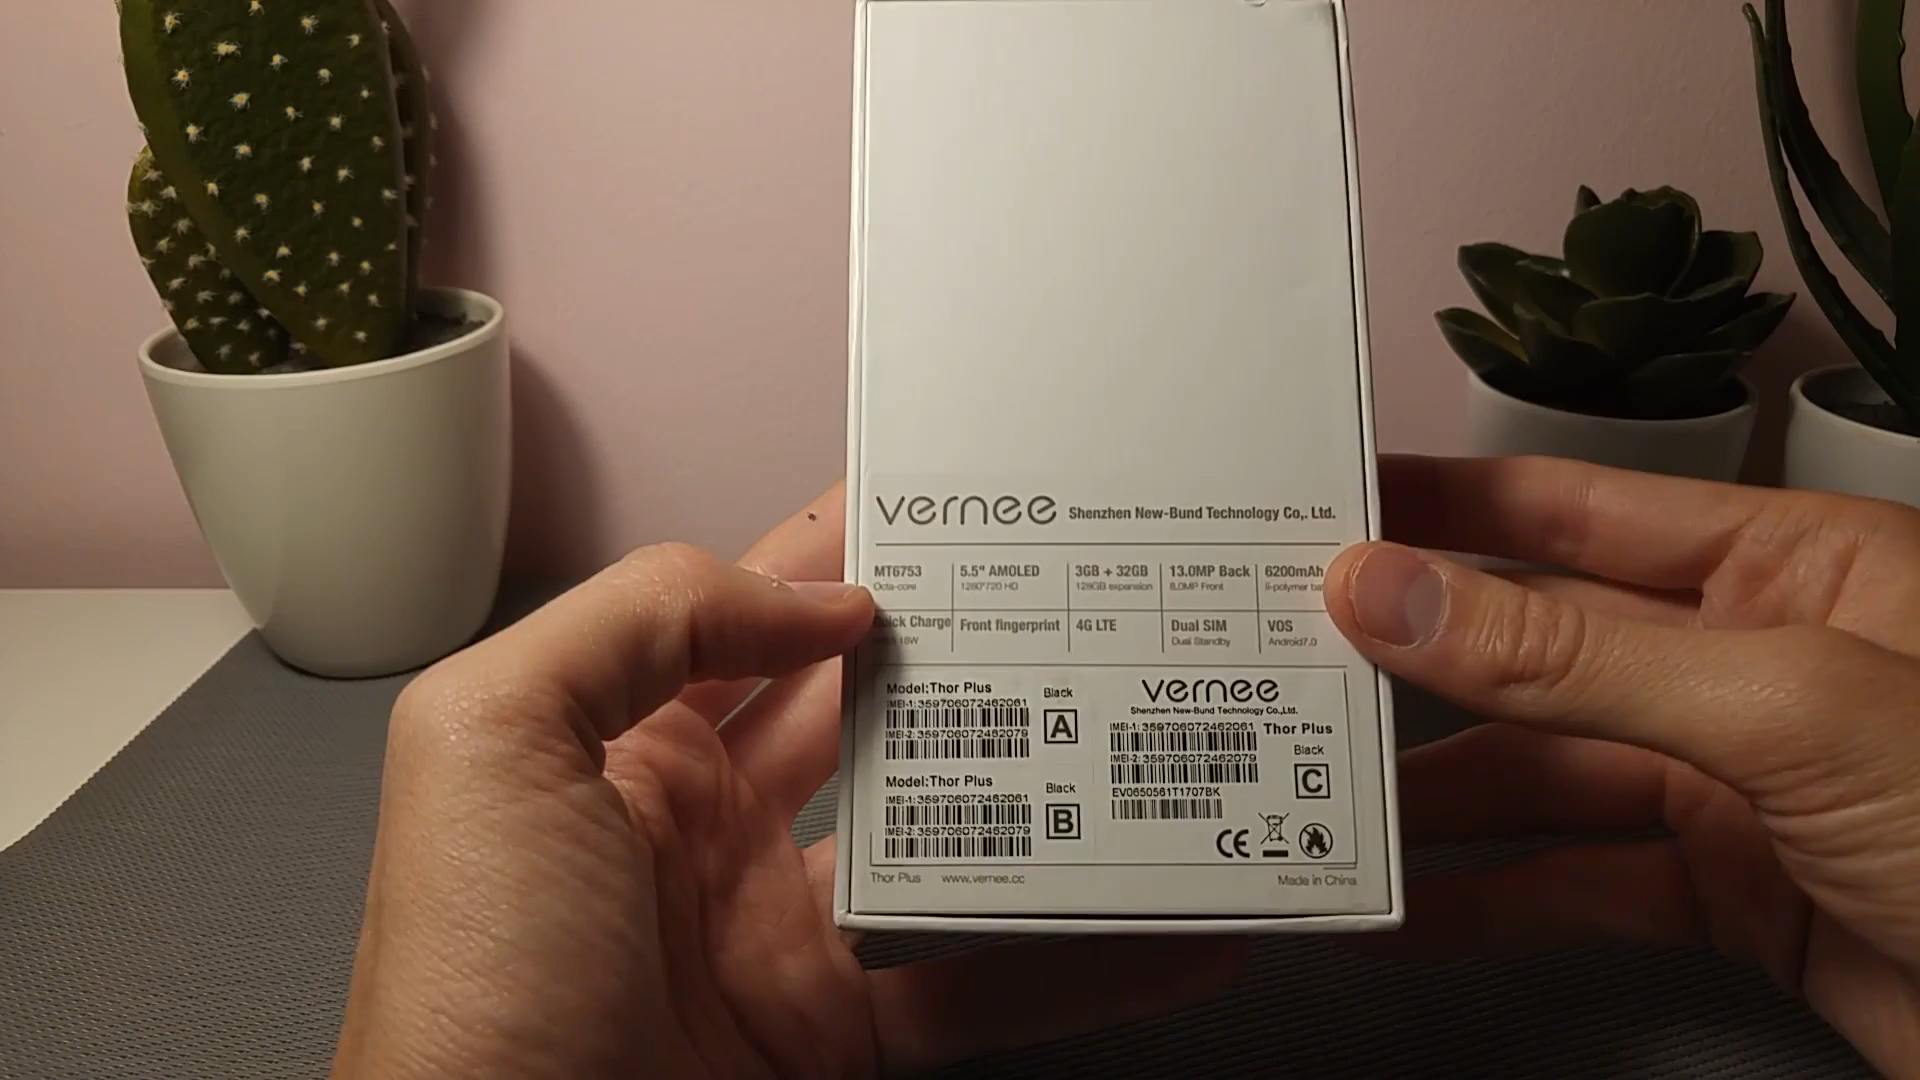 vernee Shenzhen New-Bund Technology Co,. Ltd.
MT6753 5.5" AMOLED 3GB + 32GB 13.0MP Back 6200mAh
Octa-core 1280*720 HD 128GB expansion 8.0MP Front li-polymer
Charge Front fingerprint 4G LTE Dual SIM VOS
18W Dual Standby Android7.0
Model:Thor Plus Black
IMEI-1: 359706072462061
A
IMEI-2: 359706072462079
Model:Thor Plus Black
IMEI-1: 359706072462061
B
IMEI-2: 359706072462079
vernee
Shenzhen New-Bund Technology Co.,Ltd.
IMEI-1: 359706072462061 Thor Plus
Black
IMEI-2: 359706072462079
C
EV0650561T1707BK
CE
Thor Plus www.vernee.cc Made in China